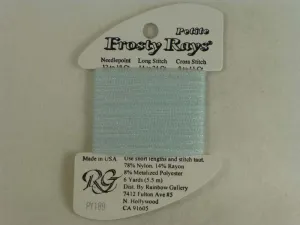 Petite
Frosty Rays®
Needlepoint Long Stitch Cross Stitch
Made in USA
Use short lengths and stitch taut.
78% Nylon, 14% Rayon
8% Metalized Polyester
6 Yards (5.5 m)
Dist. By Rainbow Gallery
7412 Fulton Ave #5
N. Hollywood
CA 91605
RG